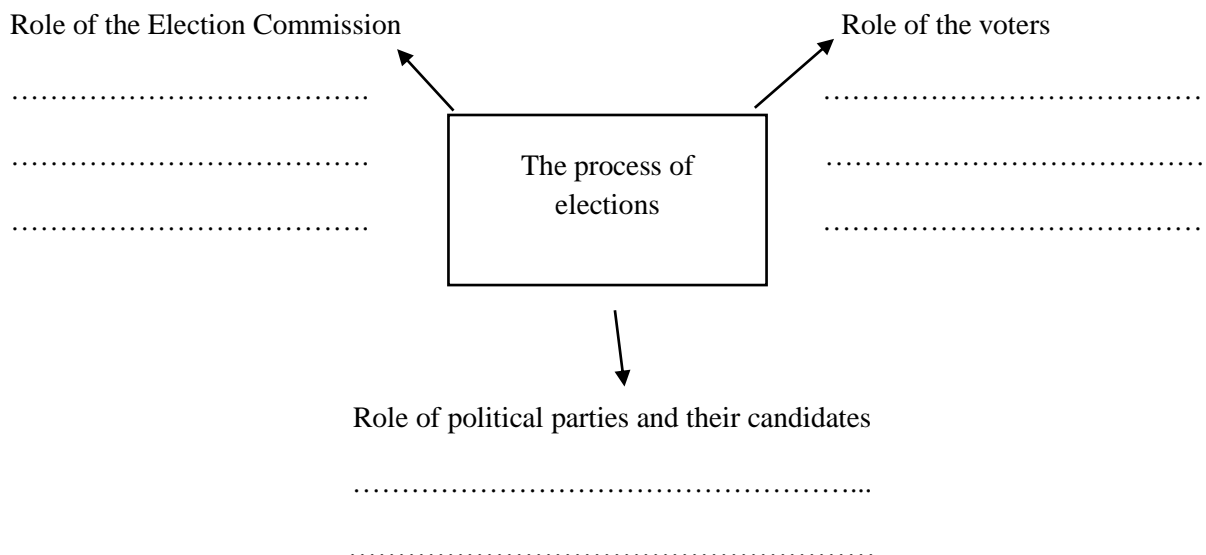 Role of the Election Commission
Role of the voters
……………………………….
…………………………………
……………………………….
…………………………………
……………………………….
…………………………………
The process of
elections
Role of political parties and their candidates
……………………………………………...
………………………………………………